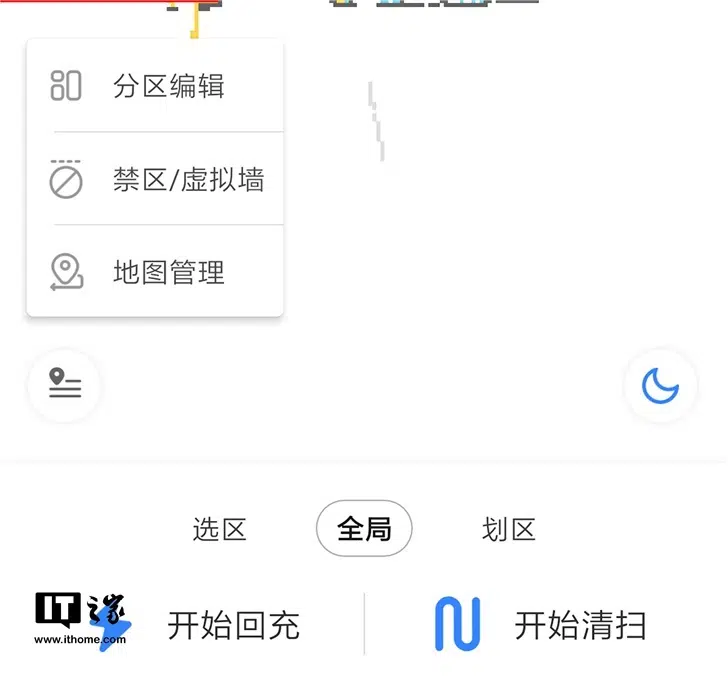 分区编辑
禁区/虚拟墙
地图管理
选区 全局 划区
IT之家
www.ithome.com
开始回充 开始清扫